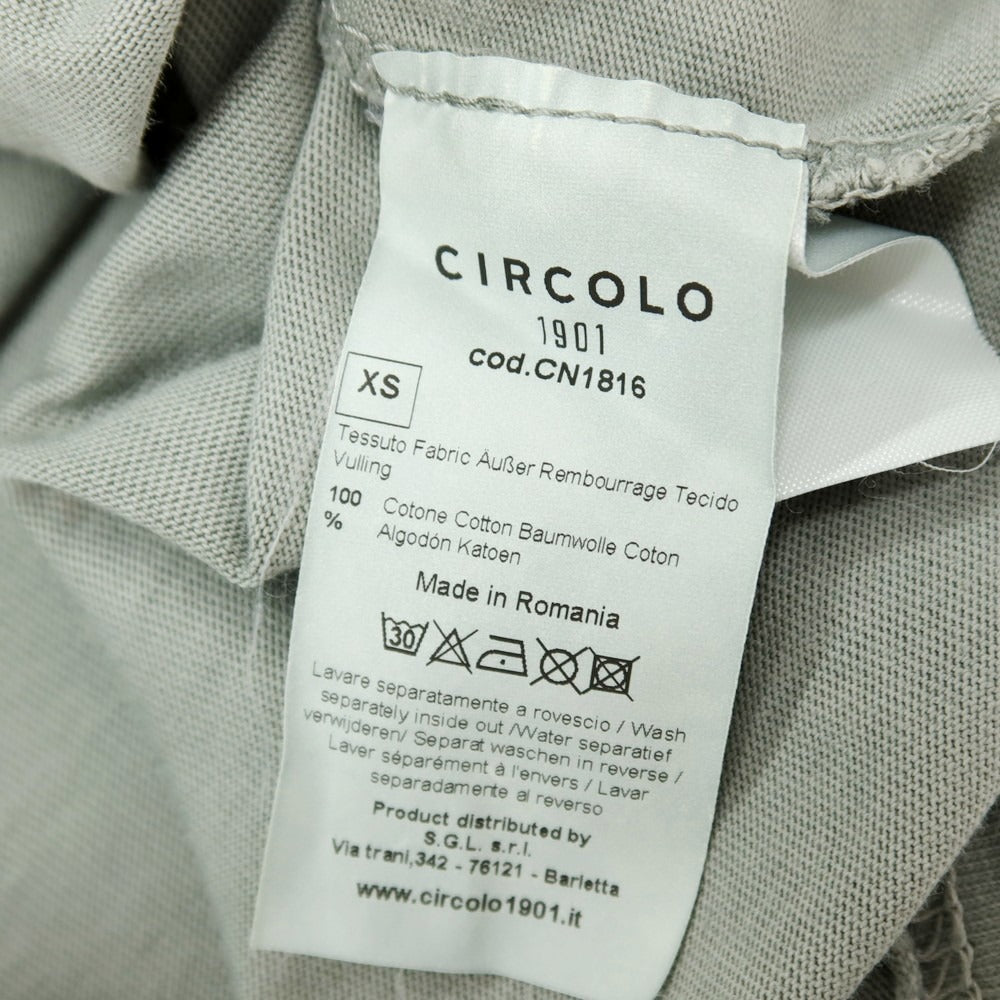 CIRCOLO
1901
cod.CN1816
XS
Tessuto Fabric Äußer Rembourrage Tecido
Vulling
100
%
Cotone Cotton Baumwolle Coton
Algodón Katoen
Made in Romania
30
Lavare separatamente a rovescio / Wash
separately inside out /Water separatief
verwijderen/ Separat waschen in reverse /
Laver séparément à l'envers / Lavar
separadamente al reverso
Product distributed by
S.G.L. s.r.l.
Via trani,342 - 76121 - Barletta
www.circolo1901.it